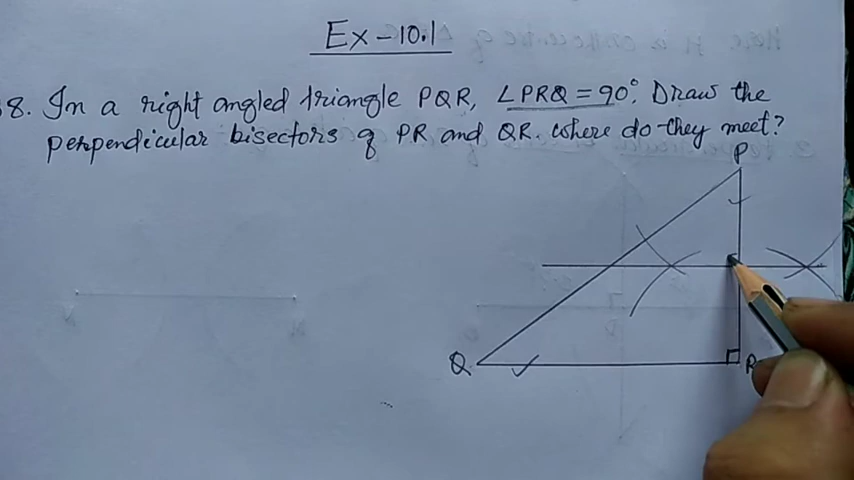 Ex-10.1
8. In a right angled triangle PQR, ∠PRQ = 90°. Draw the
perpendicular bisectors of PR and QR. Where do they meet?
P
Q
R